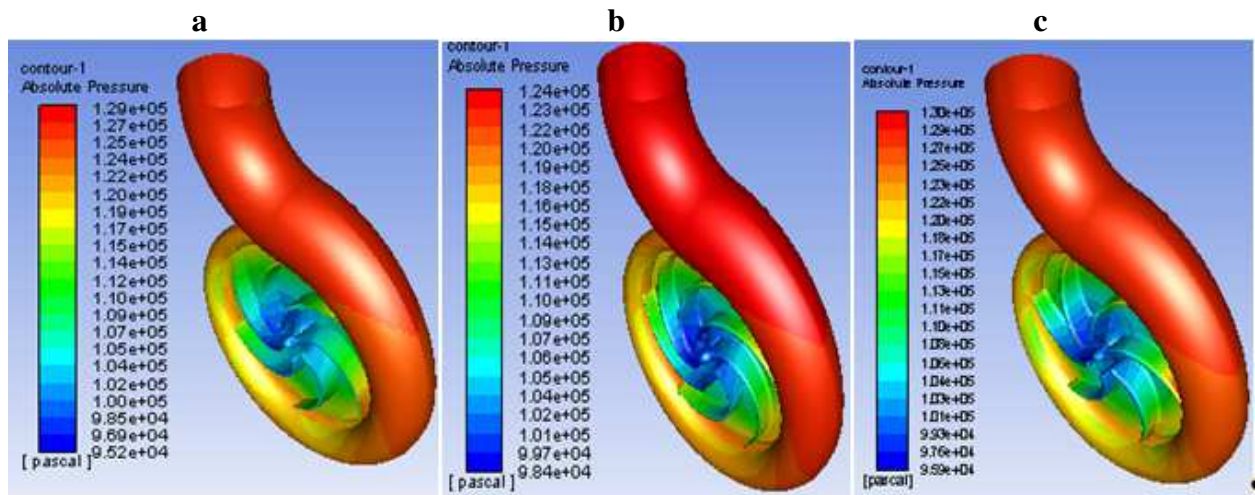 a
contour-1
Absolute Pressure
1.29e+05
1.27e+05
1.25e+05
1.24e+05
1.22e+05
1.20e+05
1.19e+05
1.17e+05
1.15e+05
1.14e+05
1.12e+05
1.10e+05
1.09e+05
1.07e+05
1.05e+05
1.04e+05
1.02e+05
1.00e+05
9.85e+04
9.69e+04
9.52e+04
[ pascal ]
b
contour-1
Absolute Pressure
1.24e+05
1.23e+05
1.22e+05
1.20e+05
1.19e+05
1.18e+05
1.16e+05
1.15e+05
1.14e+05
1.13e+05
1.11e+05
1.10e+05
1.09e+05
1.07e+05
1.06e+05
1.05e+05
1.04e+05
1.02e+05
1.01e+05
9.97e+04
9.84e+04
[ pascal ]
c
contour-1
Absolute Pressure
1.30e+05
1.29e+05
1.27e+05
1.25e+05
1.23e+05
1.22e+05
1.20e+05
1.18e+05
1.17e+05
1.15e+05
1.13e+05
1.11e+05
1.10e+05
1.08e+05
1.06e+05
1.04e+05
1.03e+05
1.01e+05
9.93e+04
9.76e+04
9.59e+04
[pascal]